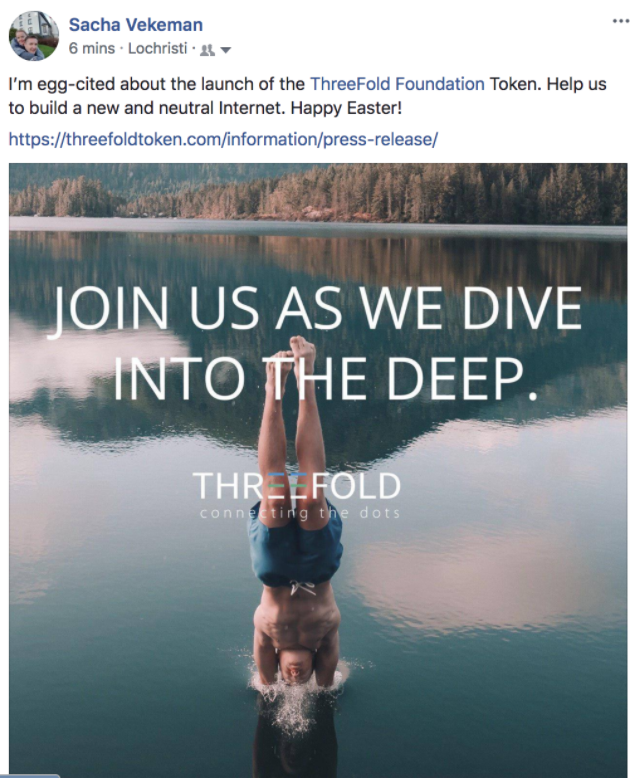 Sacha Vekeman
6 mins · Lochristi ·
I'm egg-cited about the launch of the ThreeFold Foundation Token. Help us
to build a new and neutral Internet. Happy Easter!
https://threefoldtoken.com/information/press-release/
JOIN US AS WE DIVE
INTO THE DEEP.
THREEFOLD
connecting the dots